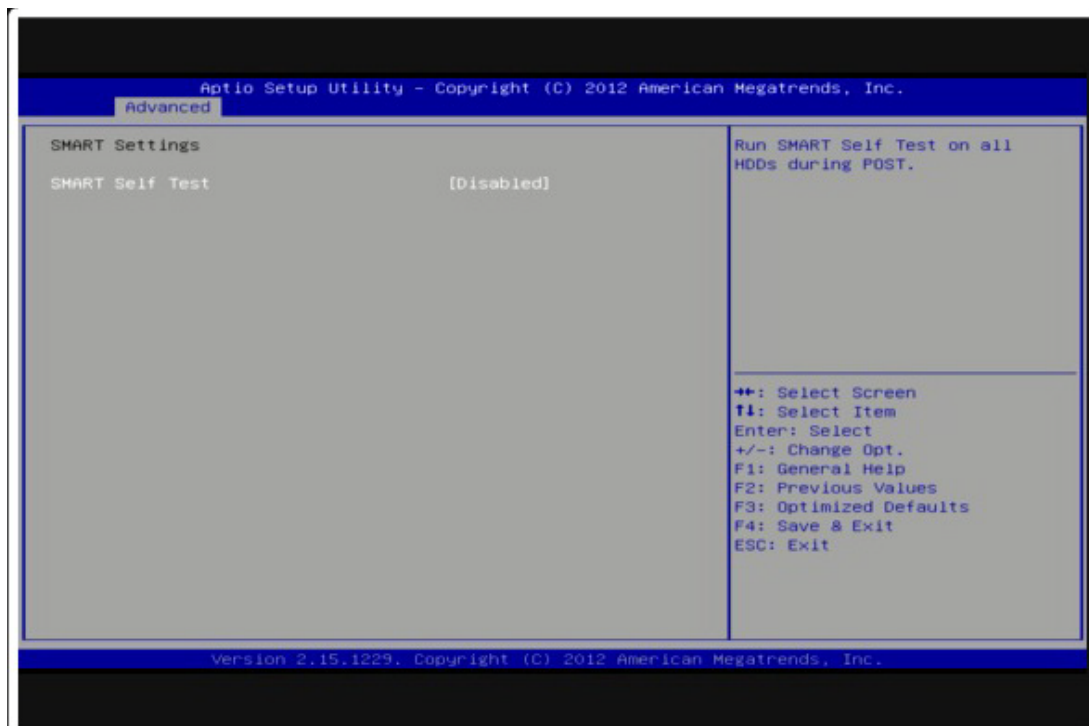 Aptio Setup Utility – Copyright (C) 2012 American Megatrends, Inc.
Advanced
SMART Settings
SMART Self Test [Disabled]
Run SMART Self Test on all
HDDs during POST.
→←: Select Screen
↑↓: Select Item
Enter: Select
+/-: Change Opt.
F1: General Help
F2: Previous Values
F3: Optimized Defaults
F4: Save & Exit
ESC: Exit
Version 2.15.1229. Copyright (C) 2012 American Megatrends, Inc.